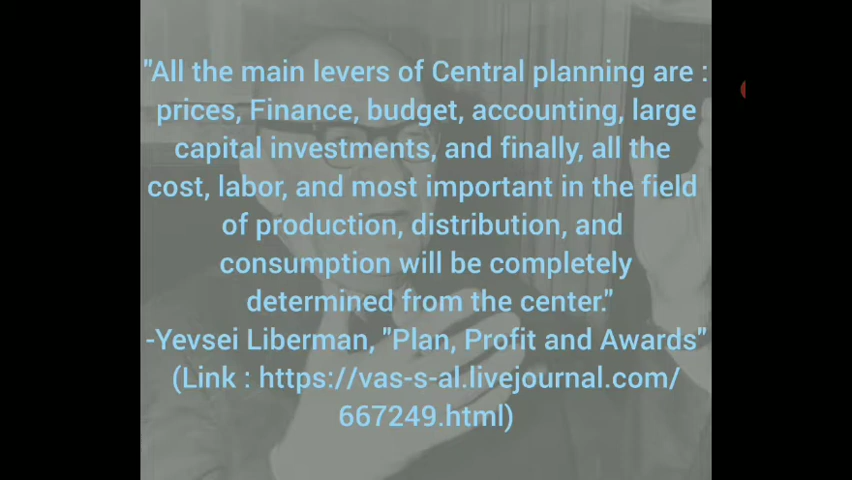 "All the main levers of Central planning are :
prices, Finance, budget, accounting, large
capital investments, and finally, all the
cost, labor, and most important in the field
of production, distribution, and
consumption will be completely
determined from the center."
-Yevsei Liberman, "Plan, Profit and Awards"
(Link : https://vas-s-al.livejournal.com/
667249.html)